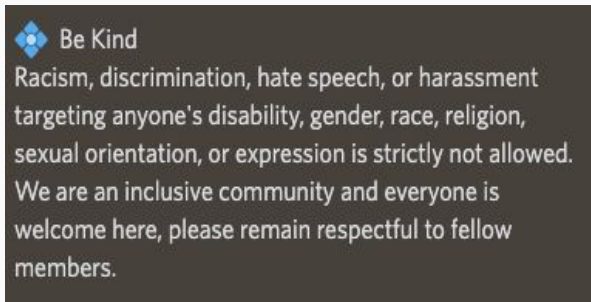 Be Kind
Racism, discrimination, hate speech, or harassment
targeting anyone's disability, gender, race, religion,
sexual orientation, or expression is strictly not allowed.
We are an inclusive community and everyone is
welcome here, please remain respectful to fellow
members.